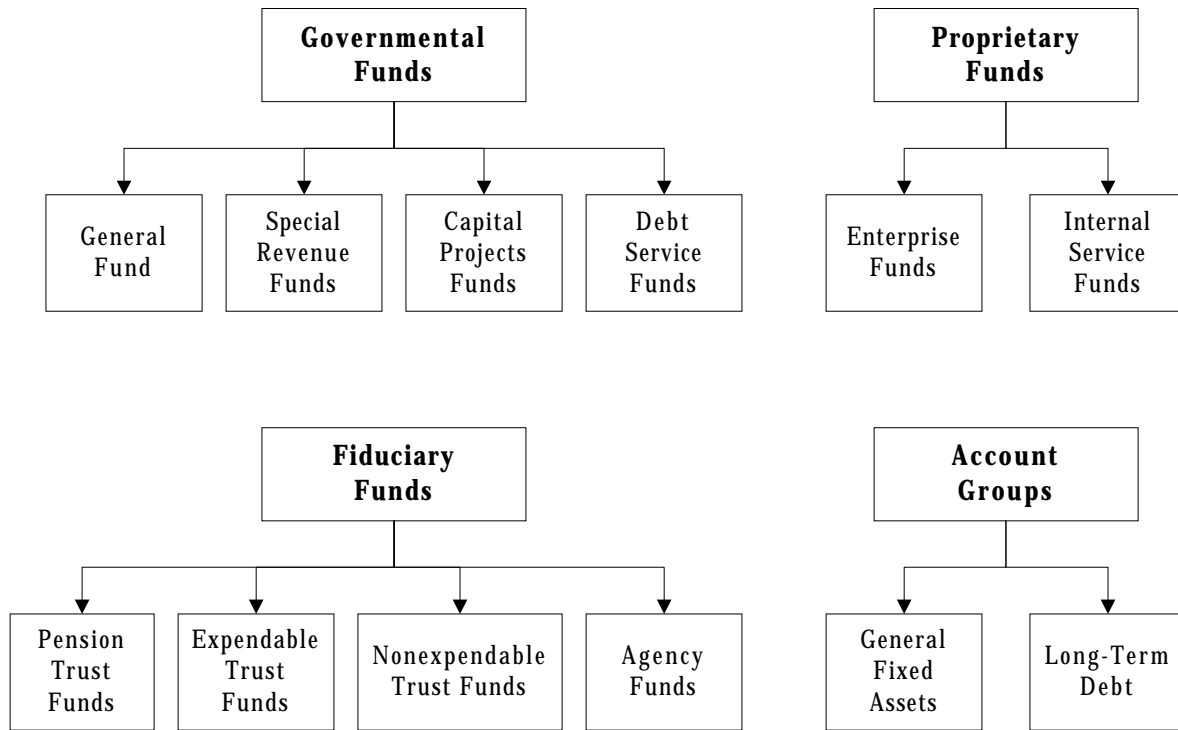 Governmental
Funds
Proprietary
Funds
General
Fund
Special
Revenue
Funds
Capital
Projects
Funds
Debt
Service
Funds
Enterprise
Funds
Internal
Service
Funds
Fiduciary
Funds
Account
Groups
Pension
Trust
Funds
Expendable
Trust
Funds
Nonexpendable
Trust Funds
Agency
Funds
General
Fixed
Assets
Long-Term
Debt